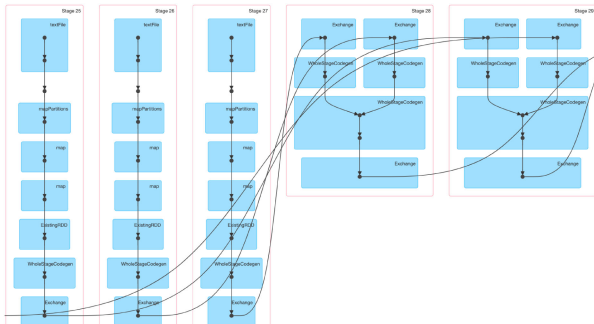 Stage 25
textFile
mapPartitions
map
map
ExistingRDD
WholeStageCodegen
Exchange
Stage 26
textFile
mapPartitions
map
map
ExistingRDD
WholeStageCodegen
Exchange
Stage 27
textFile
mapPartitions
map
map
ExistingRDD
WholeStageCodegen
Exchange
Stage 28
Exchange
Exchange
WholeStageCodegen
WholeStageCodegen
WholeStageCodegen
Exchange
Stage 29
Exchange
Exchange
WholeStageCodegen
WholeStageCodegen
WholeStageCodegen
Exchange